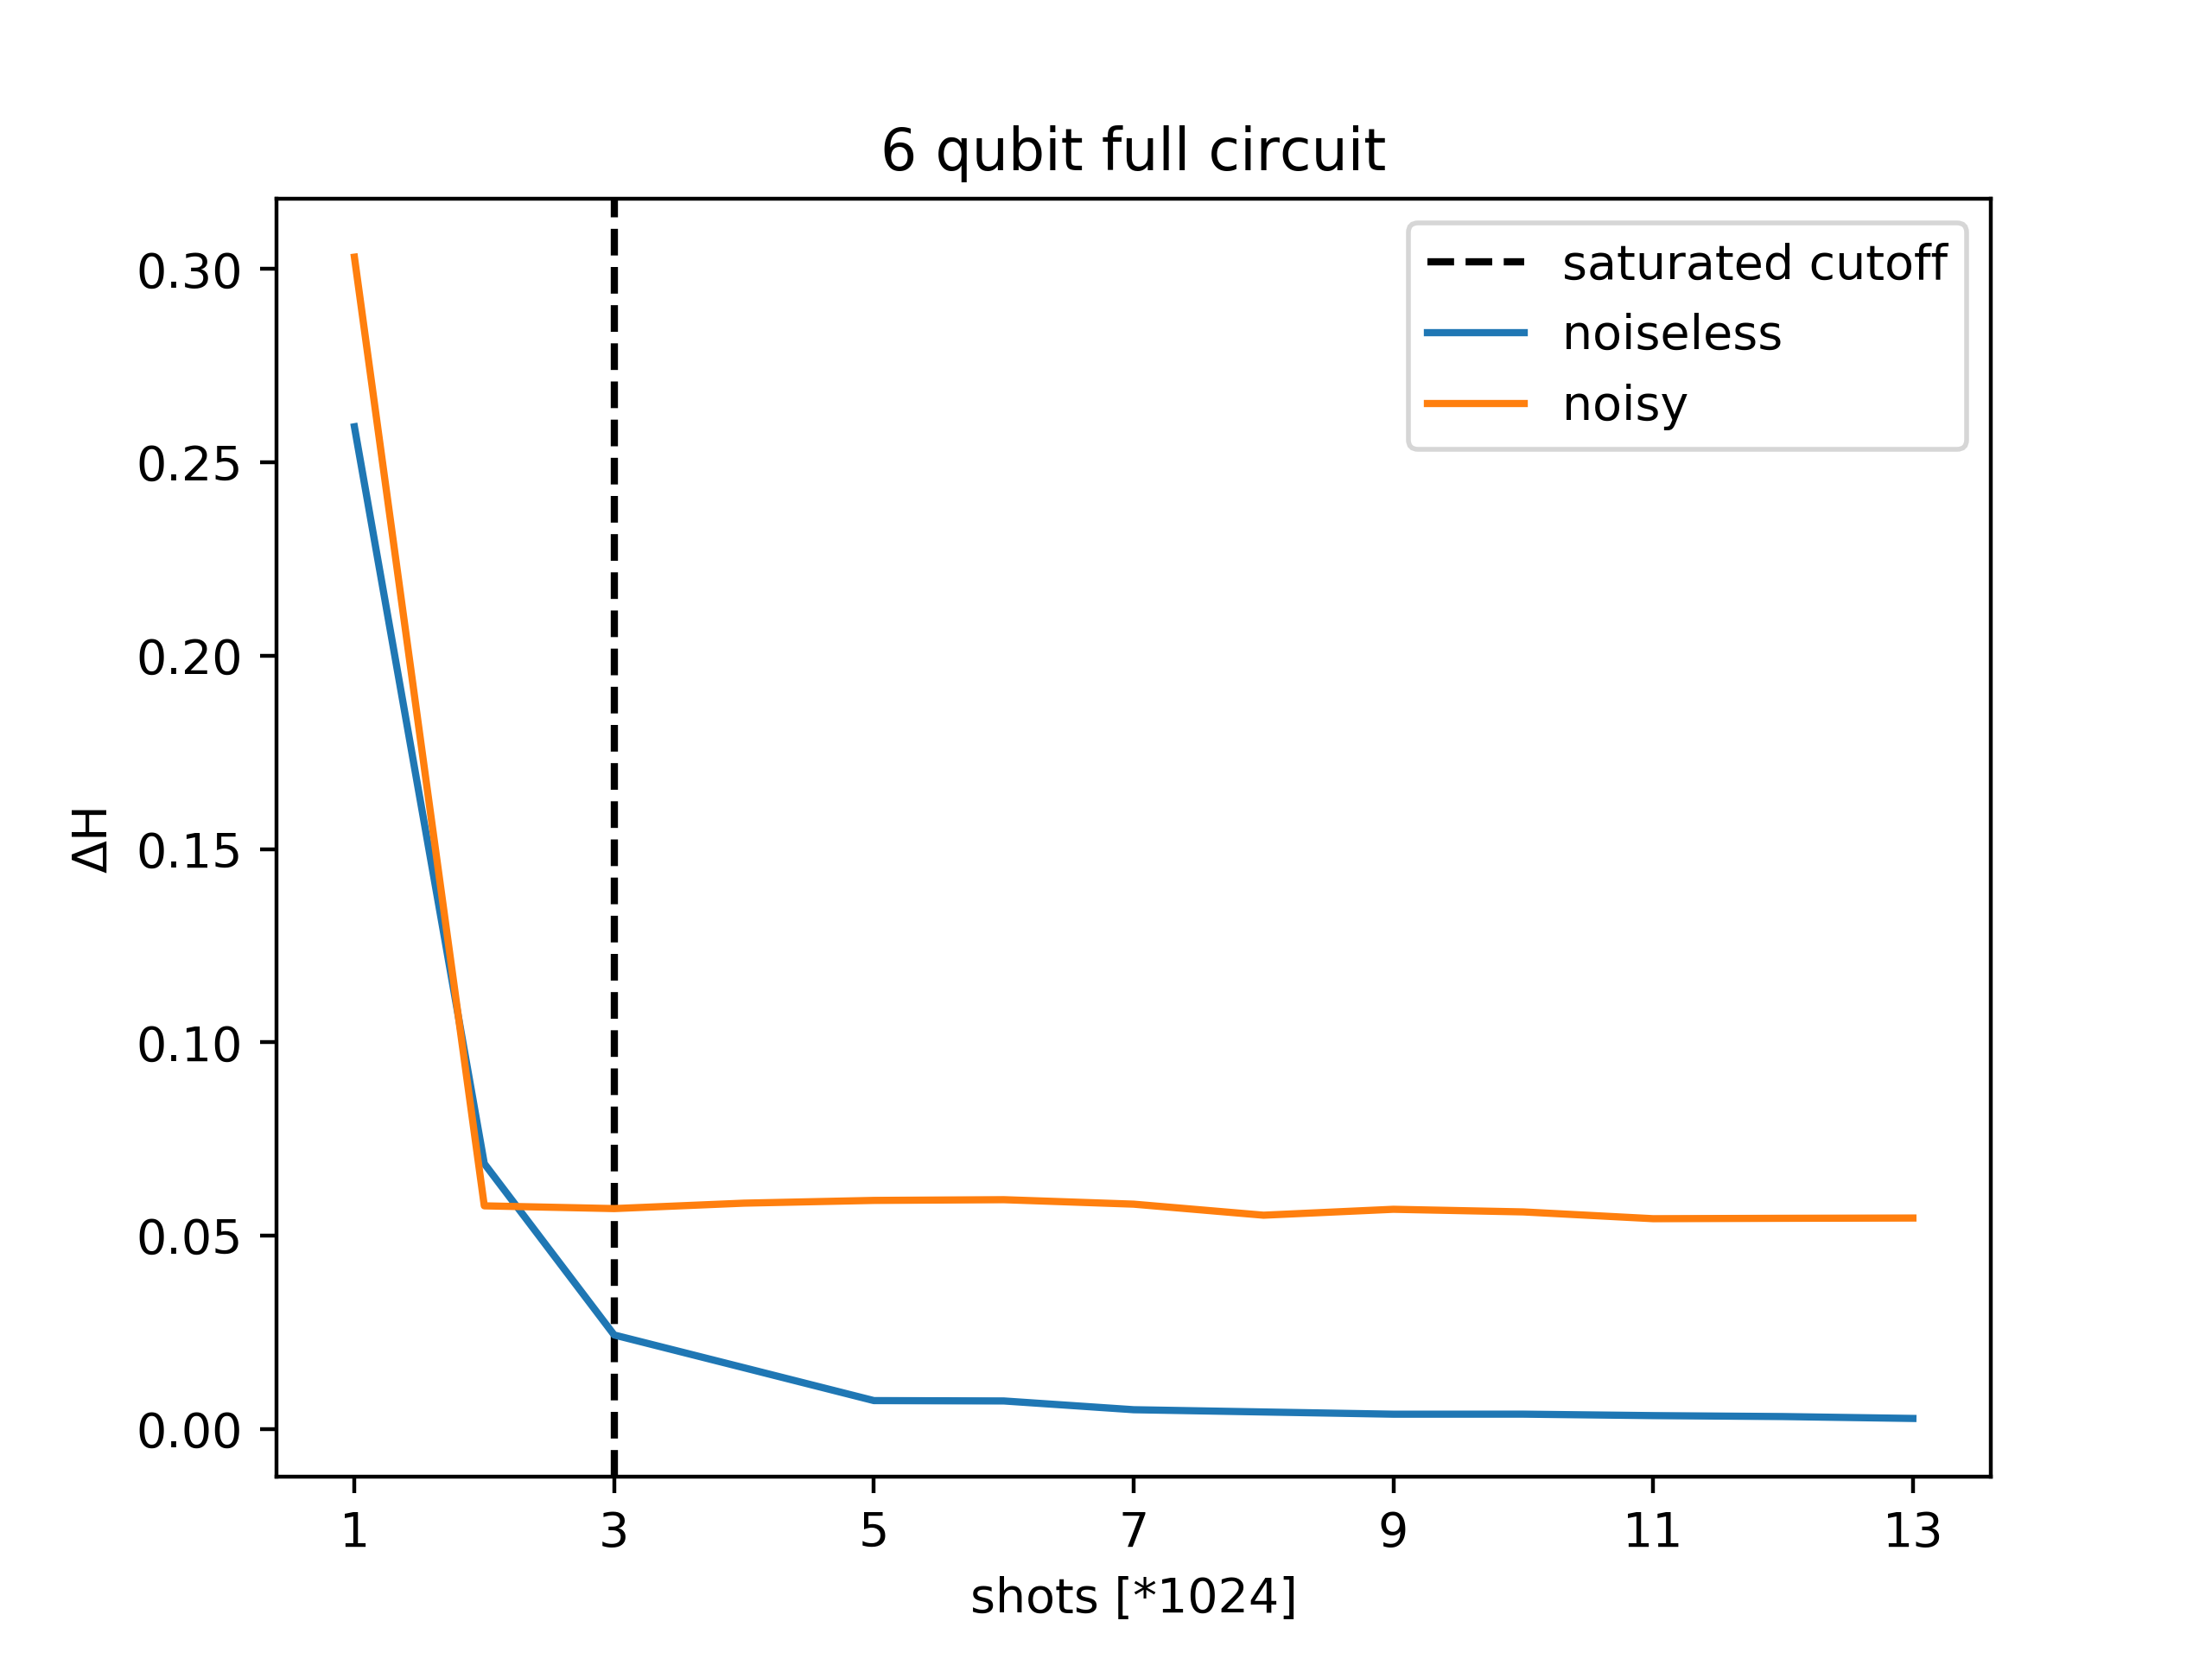 6 qubit full circuit
saturated cutoff
noiseless
noisy
0.30
0.25
0.20
0.15
0.10
0.05
0.00
ΔH
1 3 5 7 9 11 13
shots [*1024]